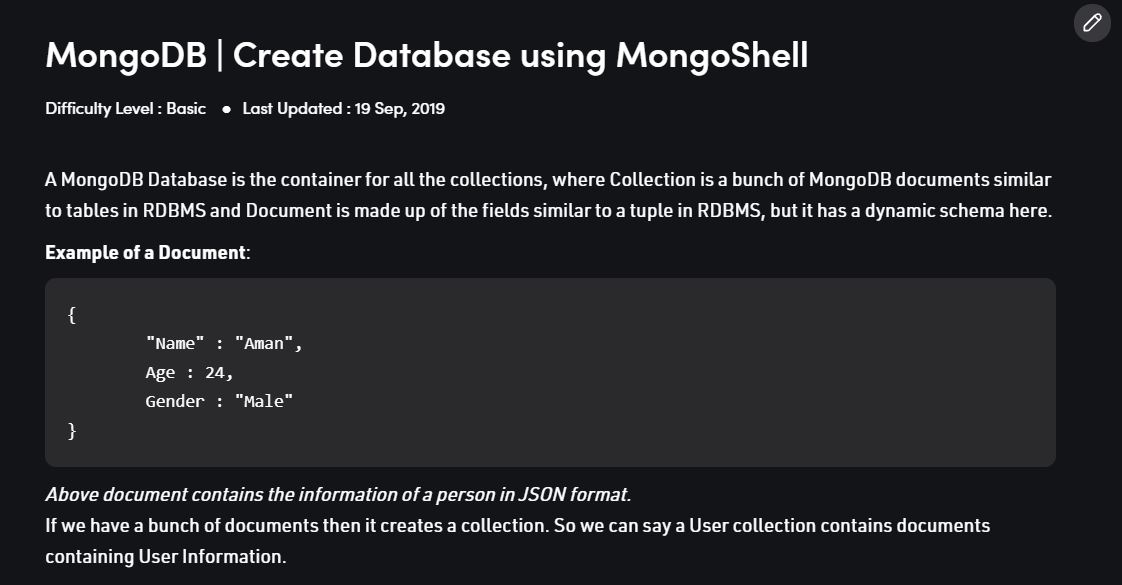 MongoDB | Create Database using MongoShell
Difficulty Level : Basic ● Last Updated : 19 Sep, 2019
A MongoDB Database is the container for all the collections, where Collection is a bunch of MongoDB documents similar
to tables in RDBMS and Document is made up of the fields similar to a tuple in RDBMS, but it has a dynamic schema here.
Example of a Document:
{
"Name" : "Aman",
Age : 24,
Gender : "Male"
}
Above document contains the information of a person in JSON format.
If we have a bunch of documents then it creates a collection. So we can say a User collection contains documents
containing User Information.